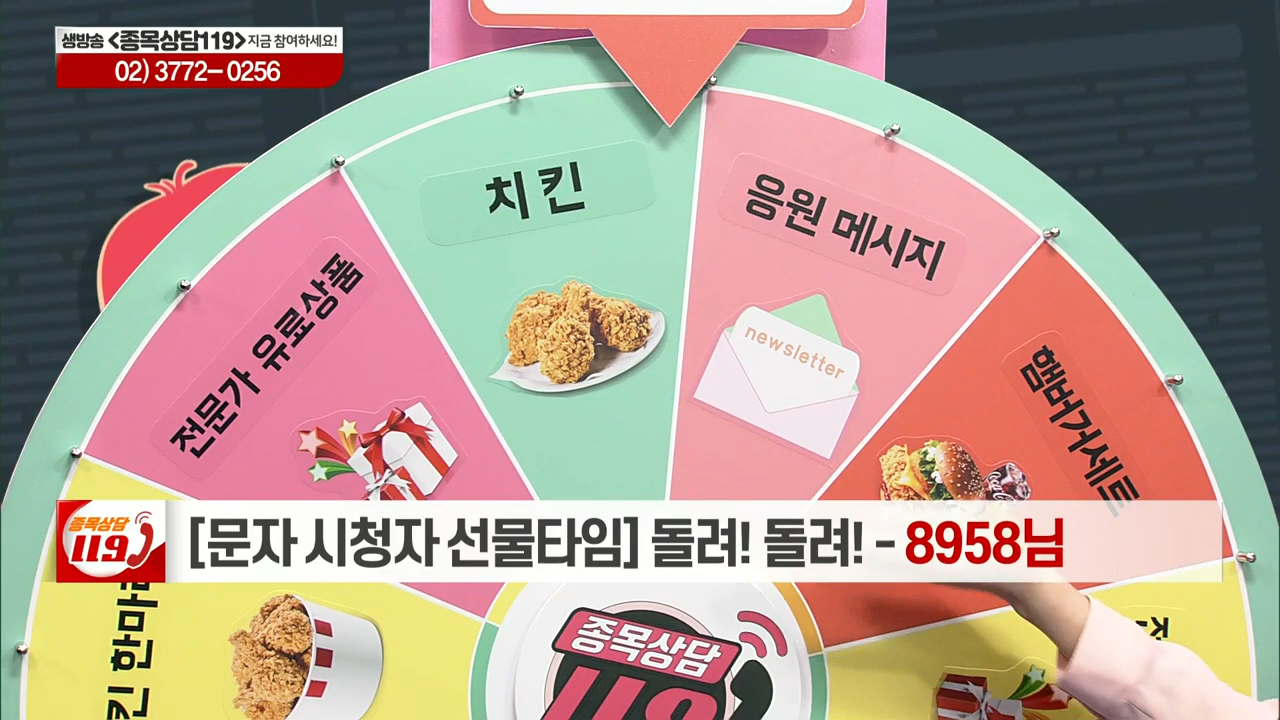 생방송 <종목상담119> 지금 참여하세요!
02) 3772-0256
치킨
응원 메시지
전문가 유료상품
햄버거세트
newsletter
종목상담
119
[문자 시청자 선물타임] 돌려! 돌려! - 8958님
종목상담
119